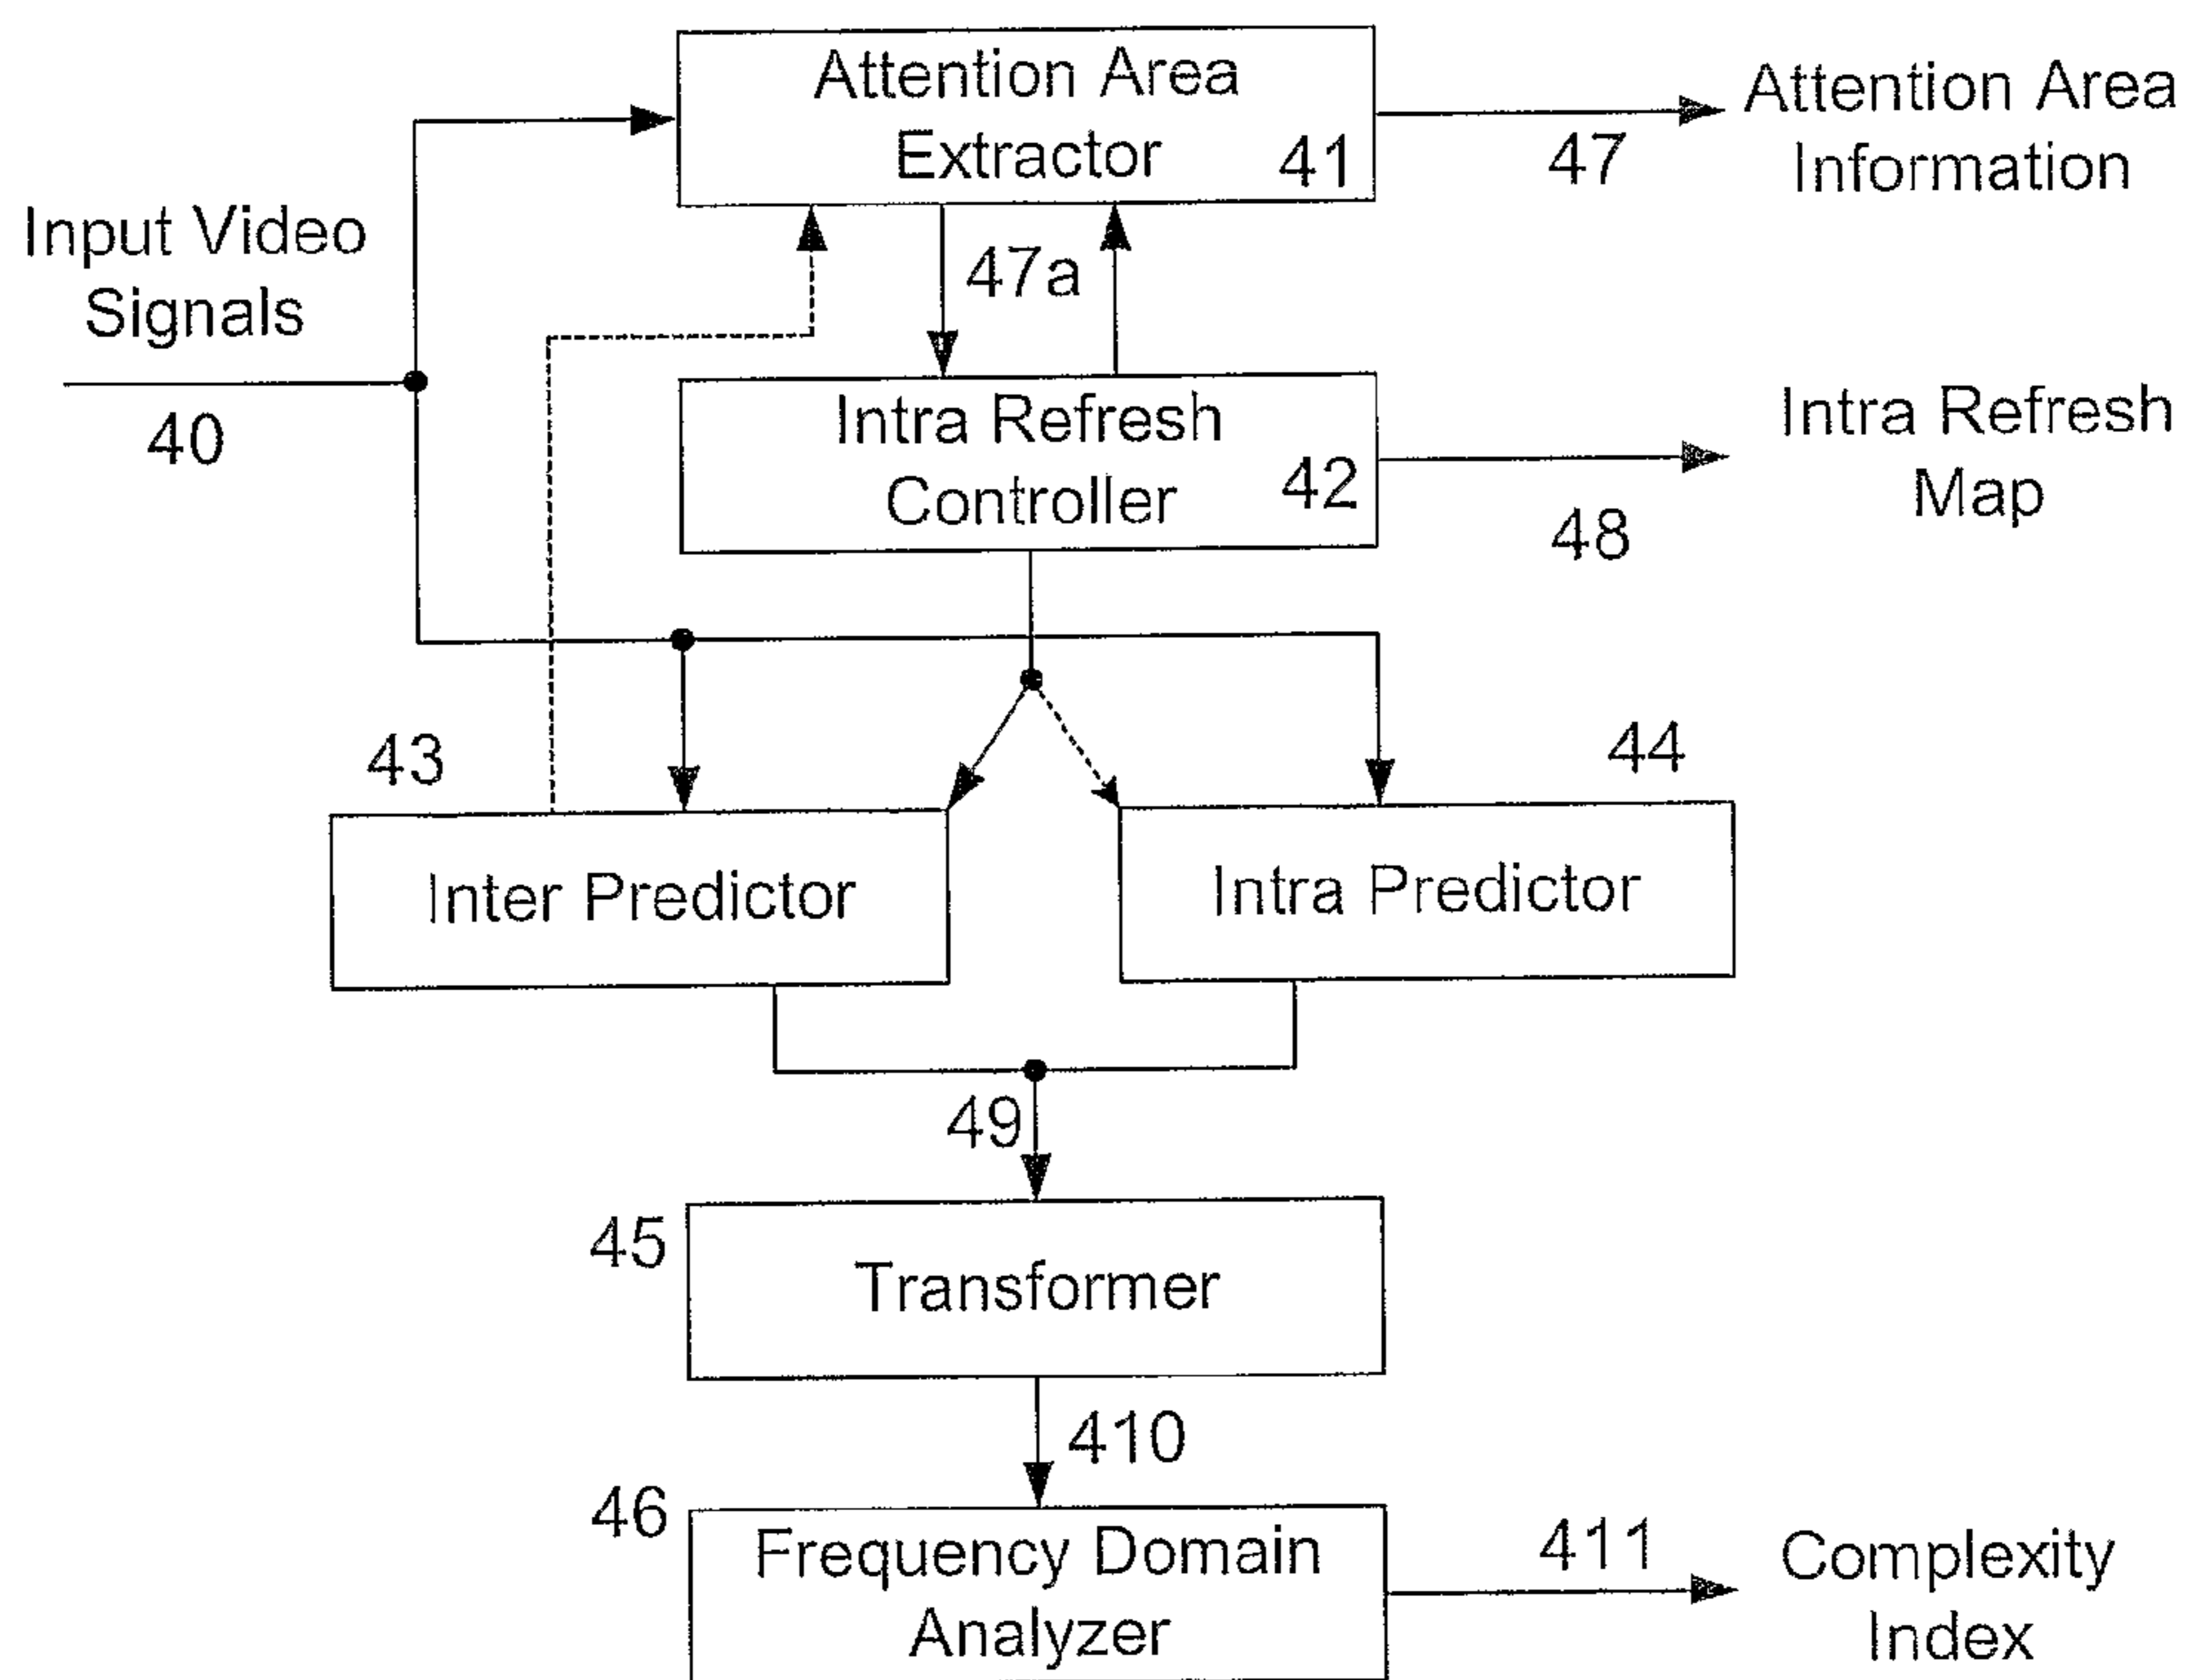 Attention Area
Extractor
41
Attention Area
Information
47
Input Video
Signals
40
47a
Intra Refresh
Controller
42
Intra Refresh
Map
48
43
44
Inter Predictor
Intra Predictor
49
45
Transformer
410
46
Frequency Domain
Analyzer
411
Complexity
Index